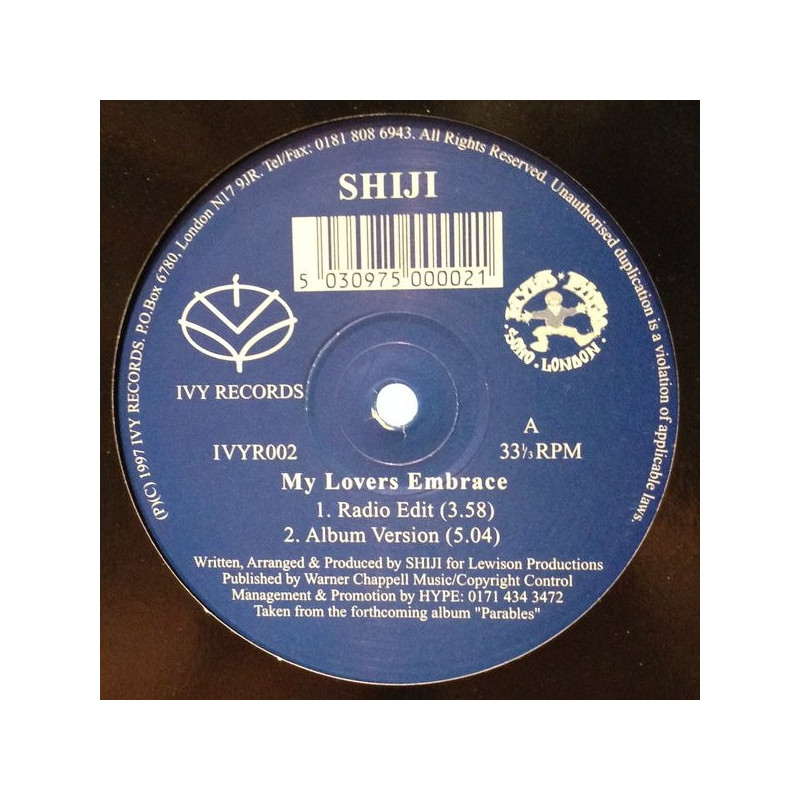 (P)(C) 1997 IVY RECORDS. P.O.Box 6780, London N17 9JR. Tel/Fax: 0181 808 6943. All Rights Reserved. Unauthorised duplication is a violation of applicable laws.
SHIJI
5 030975 000021
IVY RECORDS
SOHO · LONDON ·
IVYR002
A
33⅓ RPM
My Lovers Embrace
1. Radio Edit (3.58)
2. Album Version (5.04)
Written, Arranged & Produced by SHIJI for Lewison Productions
Published by Warner Chappell Music/Copyright Control
Management & Promotion by HYPE: 0171 434 3472
Taken from the forthcoming album "Parables"